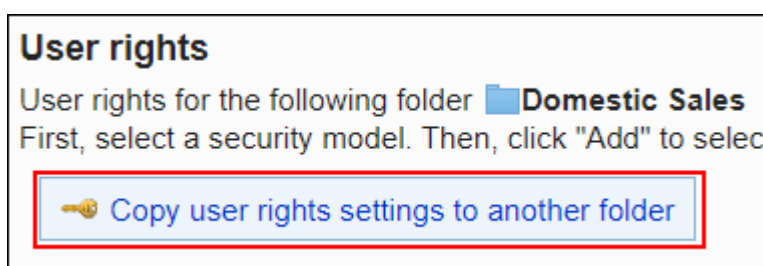 User rights
User rights for the following folder Domestic Sales
First, select a security model. Then, click "Add" to selec
Copy user rights settings to another folder